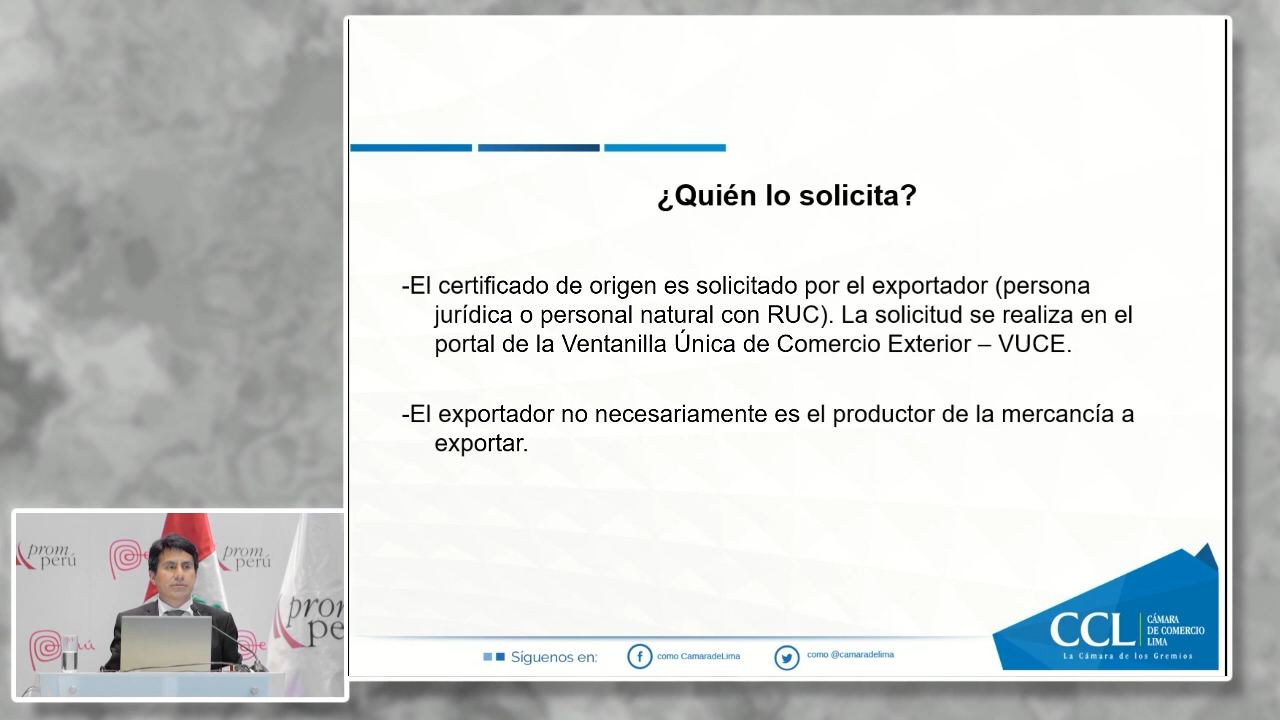 ¿Quién lo solicita?
-El certificado de origen es solicitado por el exportador (persona
jurídica o personal natural con RUC). La solicitud se realiza en el
portal de la Ventanilla Única de Comercio Exterior – VUCE.
-El exportador no necesariamente es el productor de la mercancía a
exportar.
prom
perú
prom
perú
prom
pe
ú
Síguenos en:
como CamaradeLima
como @camaradelima
CCL
CÁMARA
DE COMERCIO
LIMA
La Cámara de los Gremios